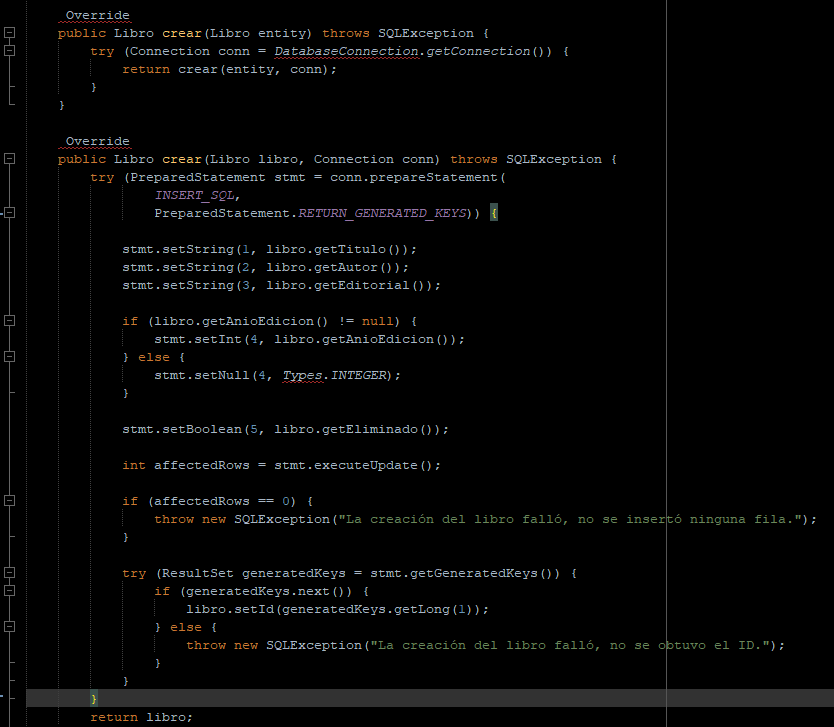 Override
public Libro crear(Libro entity) throws SQLException {
try (Connection conn = DatabaseConnection.getConnection()) {
return crear(entity, conn);
}
}
Override
public Libro crear(Libro libro, Connection conn) throws SQLException {
try (PreparedStatement stmt = conn.prepareStatement(
INSERT_SQL,
PreparedStatement.RETURN_GENERATED_KEYS)) {
stmt.setString(1, libro.getTitulo());
stmt.setString(2, libro.getAutor());
stmt.setString(3, libro.getEditorial());
if (libro.getAnioEdicion() != null) {
stmt.setInt(4, libro.getAnioEdicion());
} else {
stmt.setNull(4, Types.INTEGER);
}
stmt.setBoolean(5, libro.getEliminado());
int affectedRows = stmt.executeUpdate();
if (affectedRows == 0) {
throw new SQLException("La creación del libro falló, no se insertó ninguna fila.");
}
try (ResultSet generatedKeys = stmt.getGeneratedKeys()) {
if (generatedKeys.next()) {
libro.setId(generatedKeys.getLong(1));
} else {
throw new SQLException("La creación del libro falló, no se obtuvo el ID.");
}
}
}
return libro;